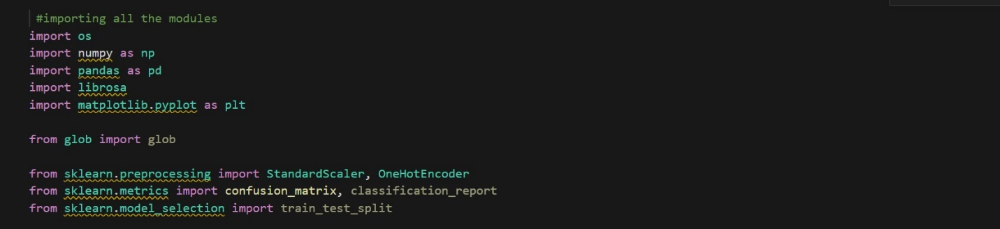 #importing all the modules
import os
import numpy as np
import pandas as pd
import librosa
import matplotlib.pyplot as plt
from glob import glob
from sklearn.preprocessing import StandardScaler, OneHotEncoder
from sklearn.metrics import confusion_matrix, classification_report
from sklearn.model_selection import train_test_split